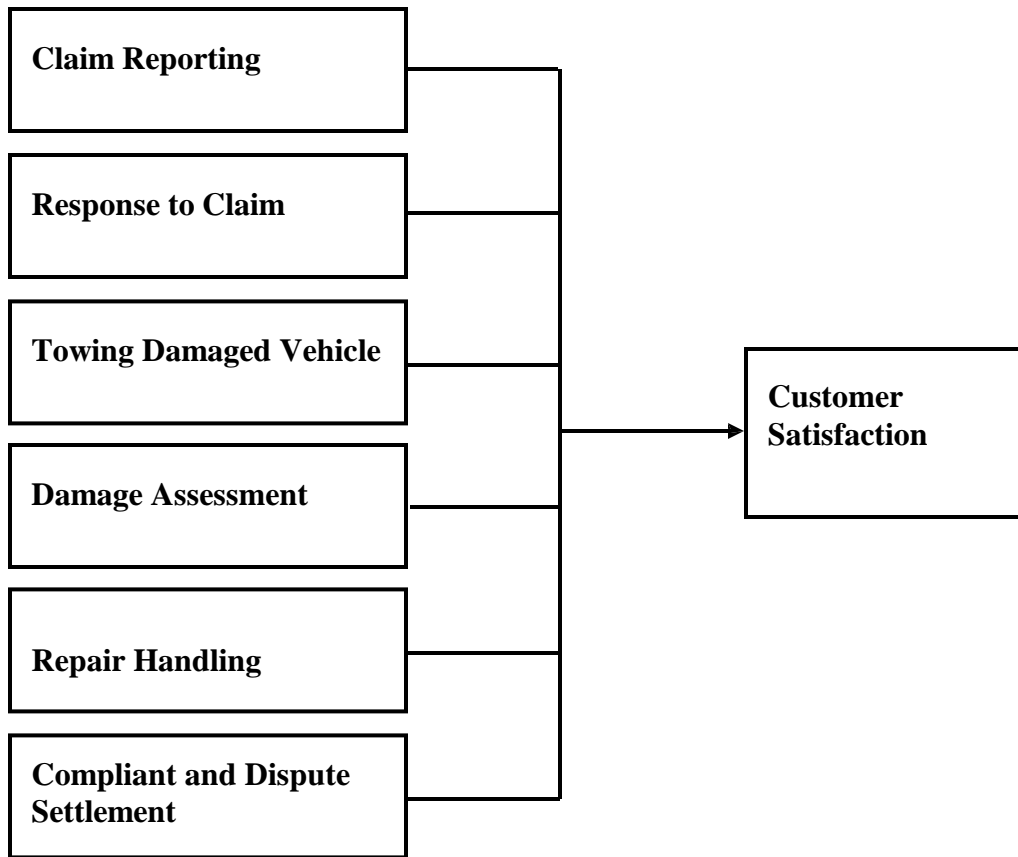 Claim Reporting
Response to Claim
Towing Damaged Vehicle
Damage Assessment
Repair Handling
Compliant and Dispute
Settlement
Customer
Satisfaction